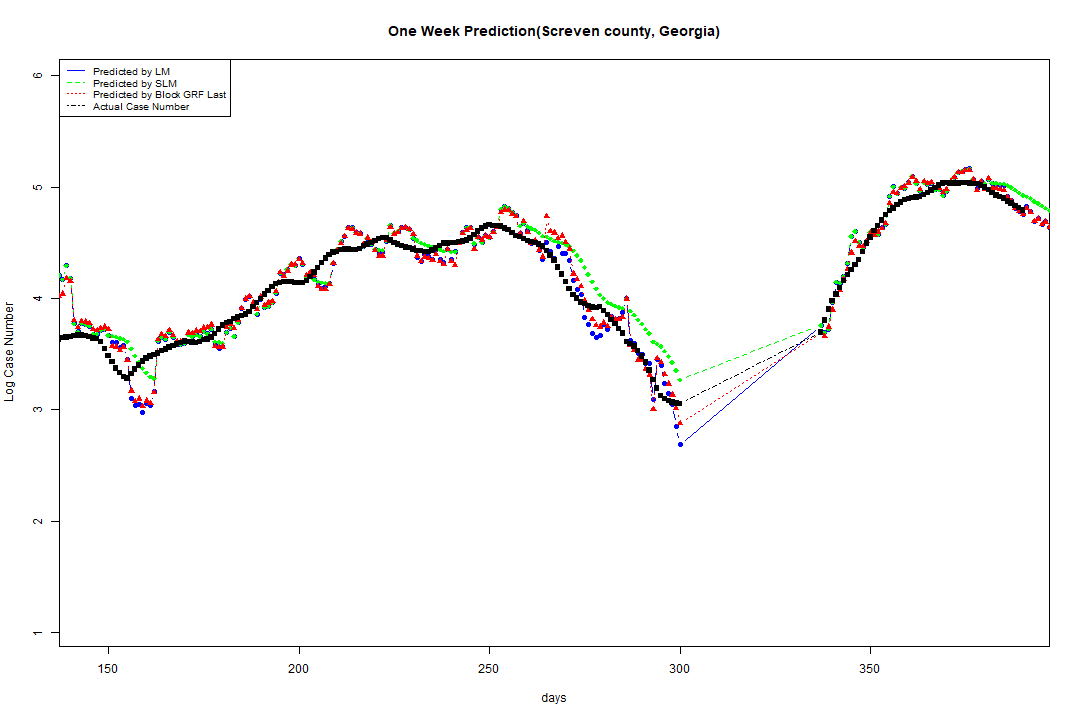 One Week Prediction(Screven county, Georgia)
Predicted by LM
Predicted by SLM
Predicted by Block GRF Last
Actual Case Number
6
5
4
3
2
1
Log Case Number
150 200 250 300 350
days